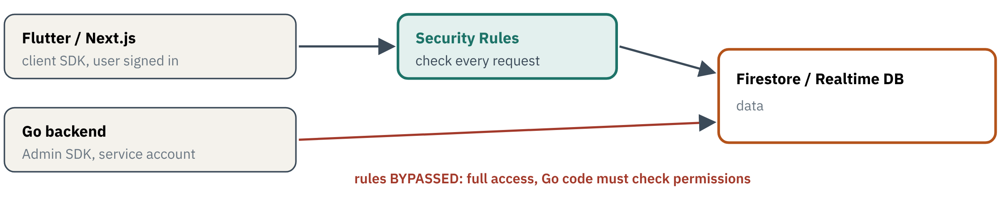 Flutter / Next.js
client SDK, user signed in
Security Rules
check every request
Firestore / Realtime DB
data
Go backend
Admin SDK, service account
rules BYPASSED: full access, Go code must check permissions